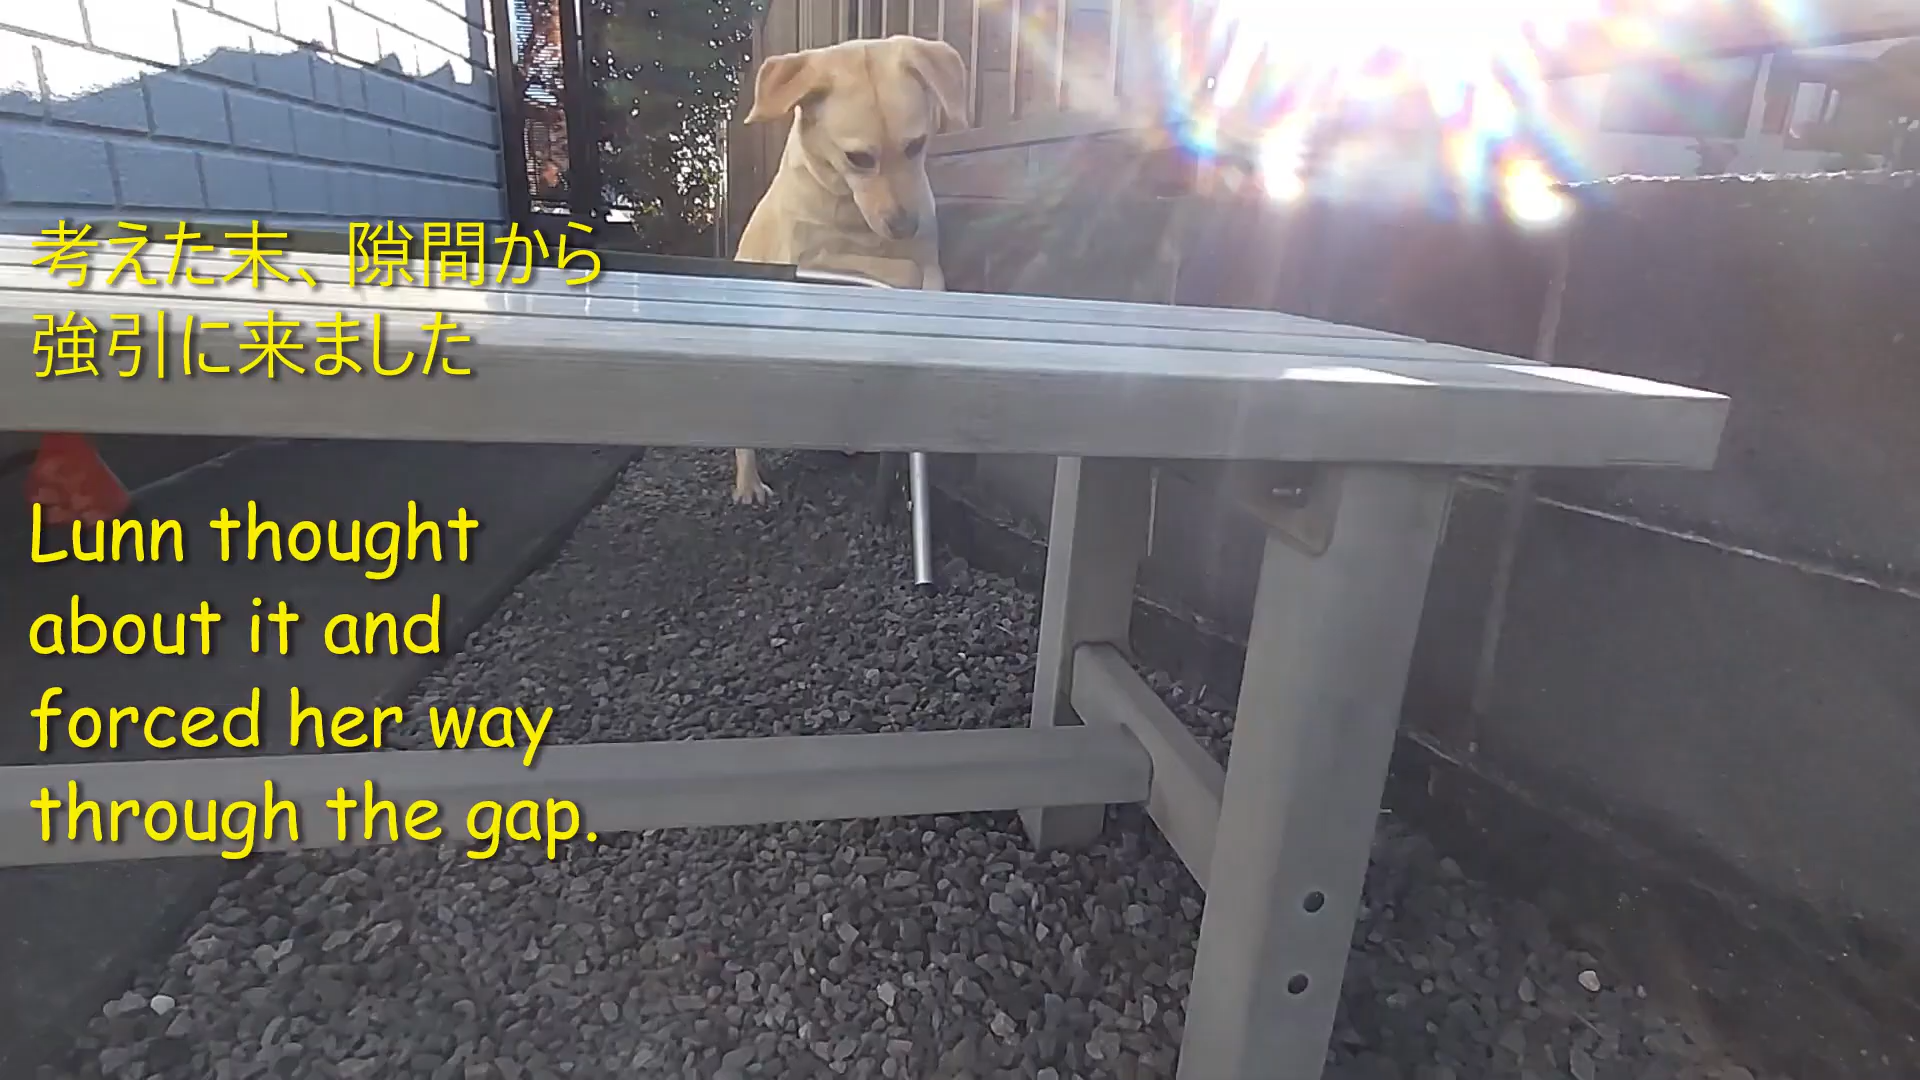 考えた末、隙間から
強引に来ました
Lunn thought
about it and
forced her way
through the gap.